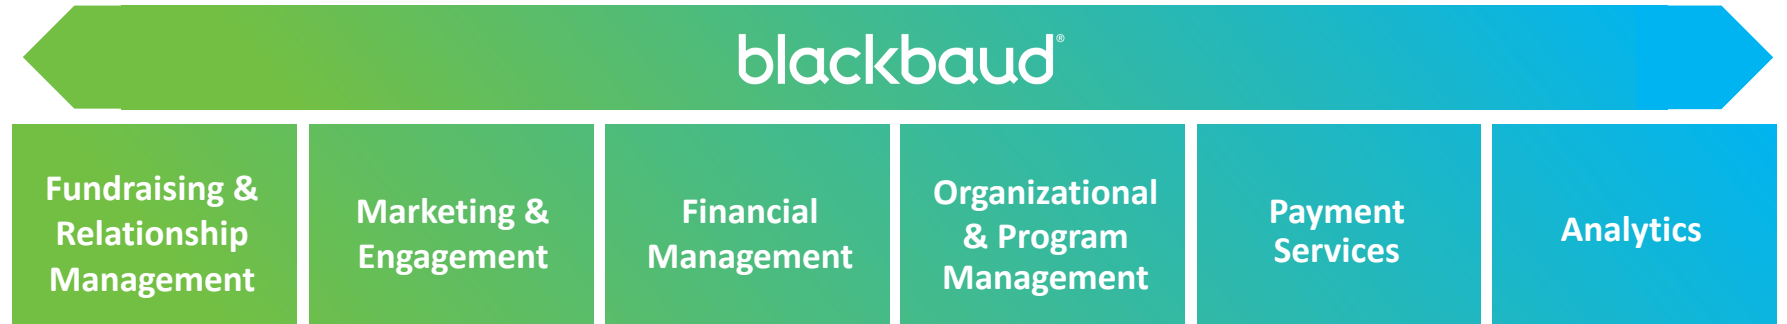 blackbaud®
Fundraising &
Relationship
Management
Marketing &
Engagement
Financial
Management
Organizational
& Program
Management
Payment
Services
Analytics